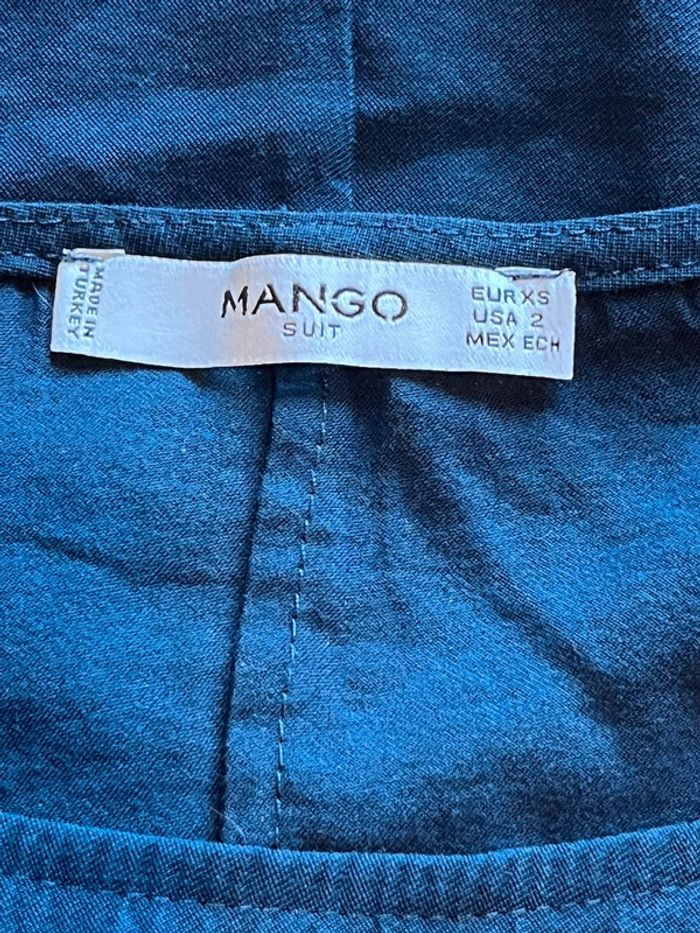 MADE IN
TURKEY
MANGO
SUIT
EUR XS
USA 2
MEX ECH